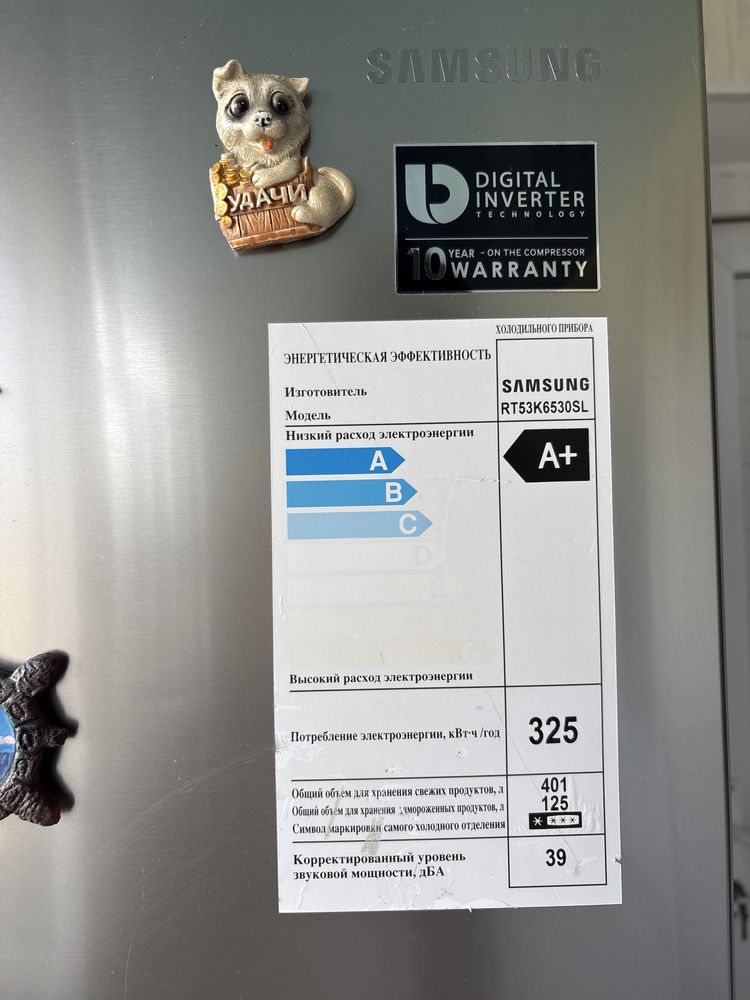 SAMSUNG
УДАЧИ
DIGITAL
INVERTER
TECHNOLOGY
10 YEAR - ON THE COMPRESSOR
WARRANTY
ХОЛОДИЛЬНОГО ПРИБОРА
ЭНЕРГЕТИЧЕСКАЯ ЭФФЕКТИВНОСТЬ
Изготовитель SAMSUNG
Модель RT53K6530SL
Низкий расход электроэнергии
A A+
B
C
D
E
Высокий расход электроэнергии
Потребление электроэнергии, кВт·ч /год 325
Общий объем для хранения свежих продуктов, л 401
Общий объем для хранения замороженных продуктов, л 125
Символ маркировки самого холодного отделения * ***
Корректированный уровень
звуковой мощности, дБА 39